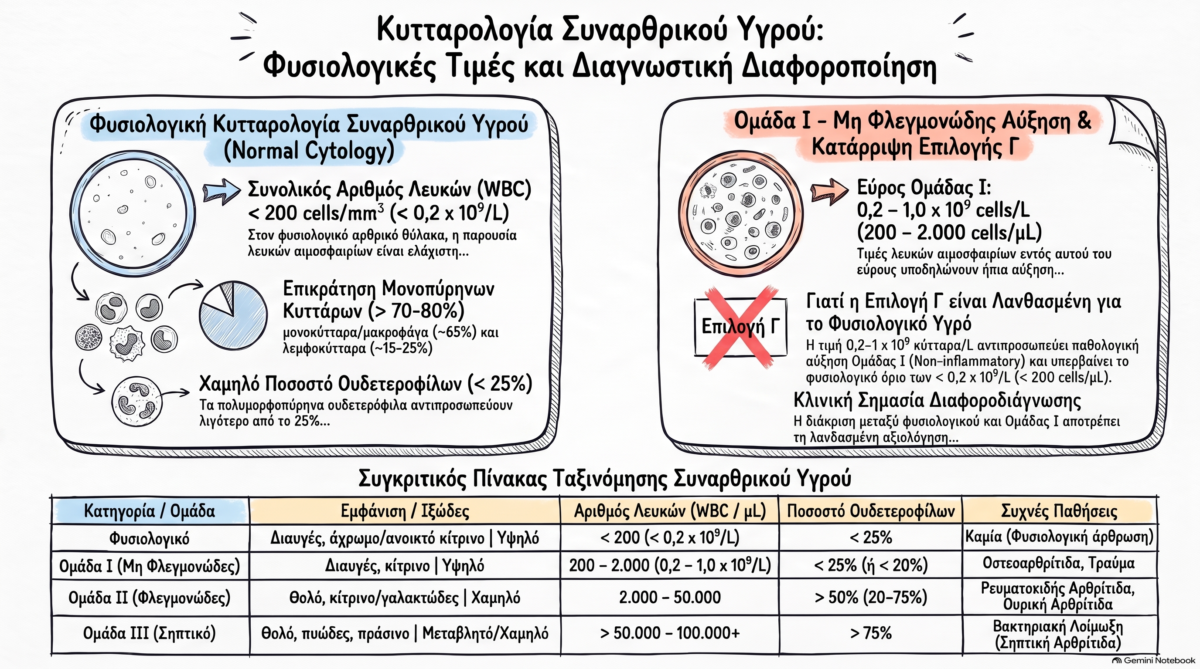 Κυτταρολογία Συναρθρικού Υγρού:
Φυσιολογικές Τιμές και Διαγνωστική Διαφοροποίηση
Φυσιολογική Κυτταρολογία Συναρθρικού Υγρού
(Normal Cytology)
Συνολικός Αριθμός Λευκών (WBC)
< 200 cells/mm³ (< 0,2 x 10⁹/L)
Στον φυσιολογικό αρθρικό θύλακα, η παρουσία
λευκών αιμοσφαιρίων είναι ελάχιστη...
Επικράτηση Μονοπύρηνων
Κυττάρων (> 70-80%)
μονοκύτταρα/μακροφάγα (~65%) και
λεμφοκύτταρα (~15-25%)
Χαμηλό Ποσοστό Ουδετεροφίλων (< 25%)
Τα πολυμορφοπύρηνα ουδετερόφιλα αντιπροσωπεύουν
λιγότερο από το 25%...
Ομάδα Ι – Μη Φλεγμονώδης Αύξηση &
Κατάρριψη Επιλογής Γ
Εύρος Ομάδας Ι:
0,2 – 1,0 x 10⁹ cells/L
(200 – 2.000 cells/μL)
Τιμές λευκών αιμοσφαιρίων εντός αυτού του
εύρους υποδηλώνουν ήπια αύξηση...
Επιλογή Γ
Γιατί η Επιλογή Γ είναι Λανθασμένη για
το Φυσιολογικό Υγρό
Η τιμή 0,2–1 x 10⁹ κύτταρα/L αντιπροσωπεύει παθολογική
αύξηση Ομάδας Ι (Non-inflammatory) και υπερβαίνει το
φυσιολογικό όριο των < 0,2 x 10⁹/L (< 200 cells/μL).
Κλινική Σημασία Διαφοροδιάγνωσης
Η διάκριση μεταξύ φυσιολογικού και Ομάδας Ι αποτρέπει
τη λανδασμένη αξιολόγηση...
Συγκριτικός Πίνακας Ταξινόμησης Συναρθρικού Υγρού
Κατηγορία / Ομάδα | Εμφάνιση / Ιξώδες | Αριθμός Λευκών (WBC / μL) | Ποσοστό Ουδετεροφίλων | Συχνές Παθήσεις
Φυσιολογικό | Διαυγές, άχρωμο/ανοικτό κίτρινο | Υψηλό | < 200 (< 0,2 x 10⁹/L) | < 25% | Καμία (Φυσιολογική άρθρωση)
Ομάδα Ι (Μη Φλεγμονώδες) | Διαυγές, κίτρινο | Υψηλό | 200 – 2.000 (0,2 – 1,0 x 10⁹/L) | < 25% (ή < 20%) | Οστεοαρθρίτιδα, Τραύμα
Ομάδα ΙΙ (Φλεγμονώδες) | Θολό, κίτρινο/γαλακτώδες | Χαμηλό | 2.000 – 50.000 | > 50% (20–75%) | Ρευματοκιδής Αρθρίτιδα,
Ουρική Αρθρίτιδα
Ομάδα ΙΙΙ (Σηπτικό) | Θολό, πυώδες, πράσινο | Μεταβλητό/Χαμηλό | > 50.000 – 100.000+ | > 75% | Βακτηριακή Λοίμωξη
(Σηπτική Αρθρίτιδα)
Gemini Notebook